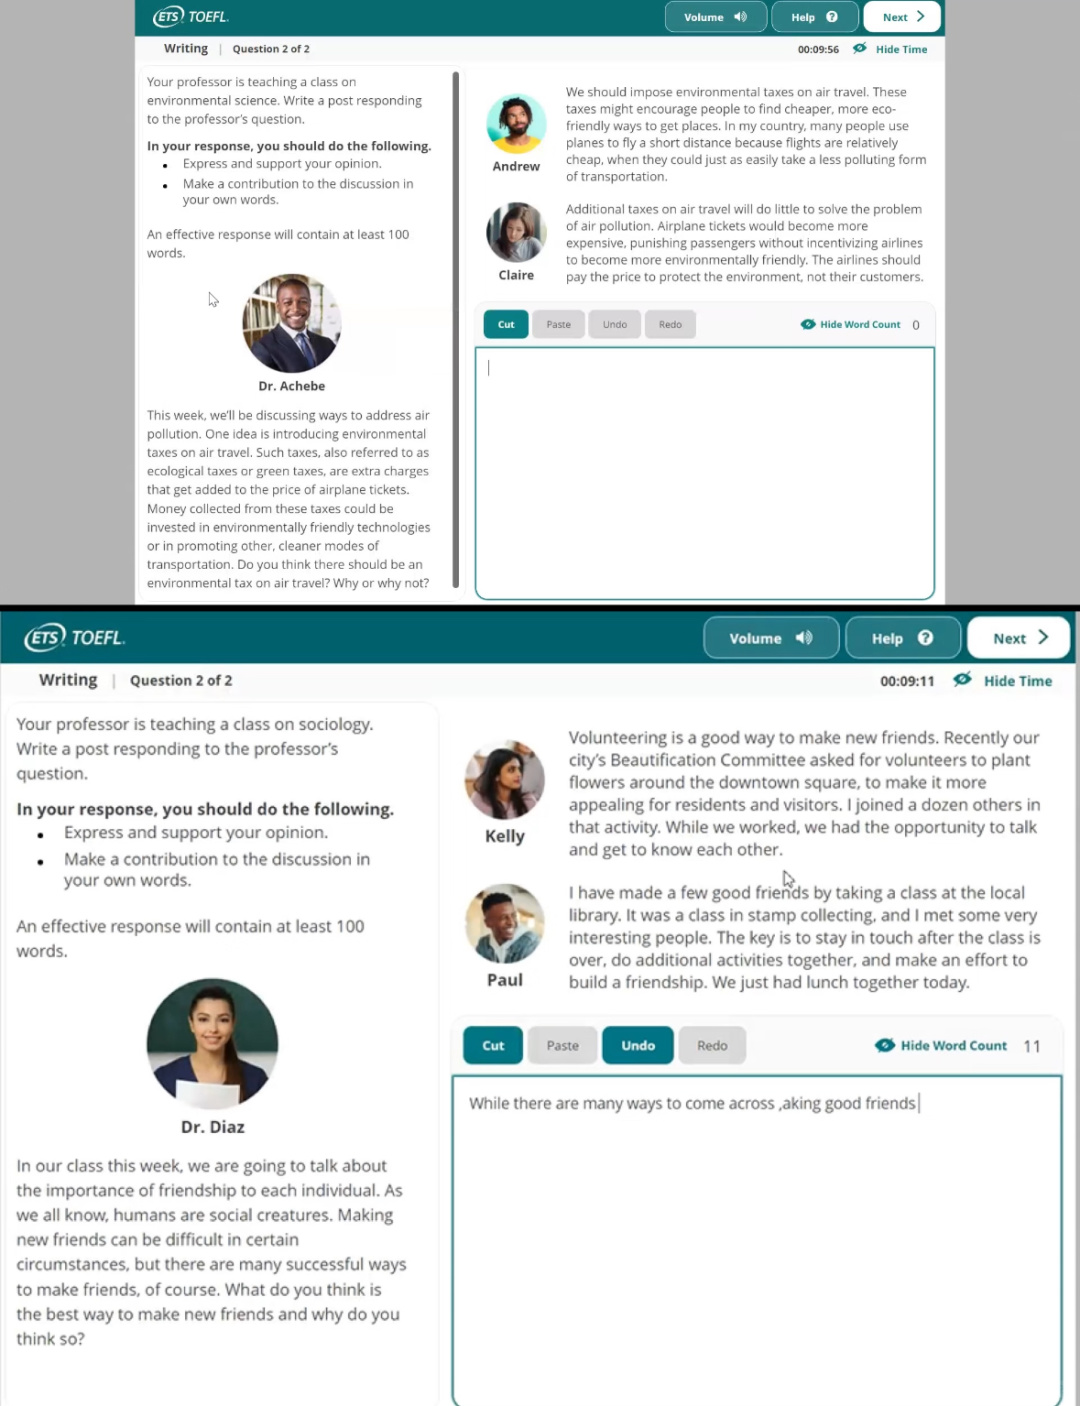 ETS TOEFL.
Volume
Help ?
Next
Writing | Question 2 of 2
00:09:56
Hide Time
Your professor is teaching a class on
environmental science. Write a post responding
to the professor's question.
In your response, you should do the following.
• Express and support your opinion.
• Make a contribution to the discussion in
your own words.
An effective response will contain at least 100
words.
Dr. Achebe
This week, we'll be discussing ways to address air
pollution. One idea is introducing environmental
taxes on air travel. Such taxes, also referred to as
ecological taxes or green taxes, are extra charges
that get added to the price of airplane tickets.
Money collected from these taxes could be
invested in environmentally friendly technologies
or in promoting other, cleaner modes of
transportation. Do you think there should be an
environmental tax on air travel? Why or why not?
Andrew
We should impose environmental taxes on air travel. These
taxes might encourage people to find cheaper, more eco-
friendly ways to get places. In my country, many people use
planes to fly a short distance because flights are relatively
cheap, when they could just as easily take a less polluting form
of transportation.
Claire
Additional taxes on air travel will do little to solve the problem
of air pollution. Airplane tickets would become more
expensive, punishing passengers without incentivizing airlines
to become more environmentally friendly. The airlines should
pay the price to protect the environment, not their customers.
Cut
Paste
Undo
Redo
Hide Word Count 0
ETS TOEFL.
Volume
Help ?
Next
Writing | Question 2 of 2
00:09:11
Hide Time
Your professor is teaching a class on sociology.
Write a post responding to the professor's
question.
In your response, you should do the following.
• Express and support your opinion.
• Make a contribution to the discussion in
your own words.
An effective response will contain at least 100
words.
Dr. Diaz
In our class this week, we are going to talk about
the importance of friendship to each individual. As
we all know, humans are social creatures. Making
new friends can be difficult in certain
circumstances, but there are many successful ways
to make friends, of course. What do you think is
the best way to make new friends and why do you
think so?
Kelly
Volunteering is a good way to make new friends. Recently our
city's Beautification Committee asked for volunteers to plant
flowers around the downtown square, to make it more
appealing for residents and visitors. I joined a dozen others in
that activity. While we worked, we had the opportunity to talk
and get to know each other.
Paul
I have made a few good friends by taking a class at the local
library. It was a class in stamp collecting, and I met some very
interesting people. The key is to stay in touch after the class is
over, do additional activities together, and make an effort to
build a friendship. We just had lunch together today.
Cut
Paste
Undo
Redo
Hide Word Count 11
While there are many ways to come across ,aking good friends